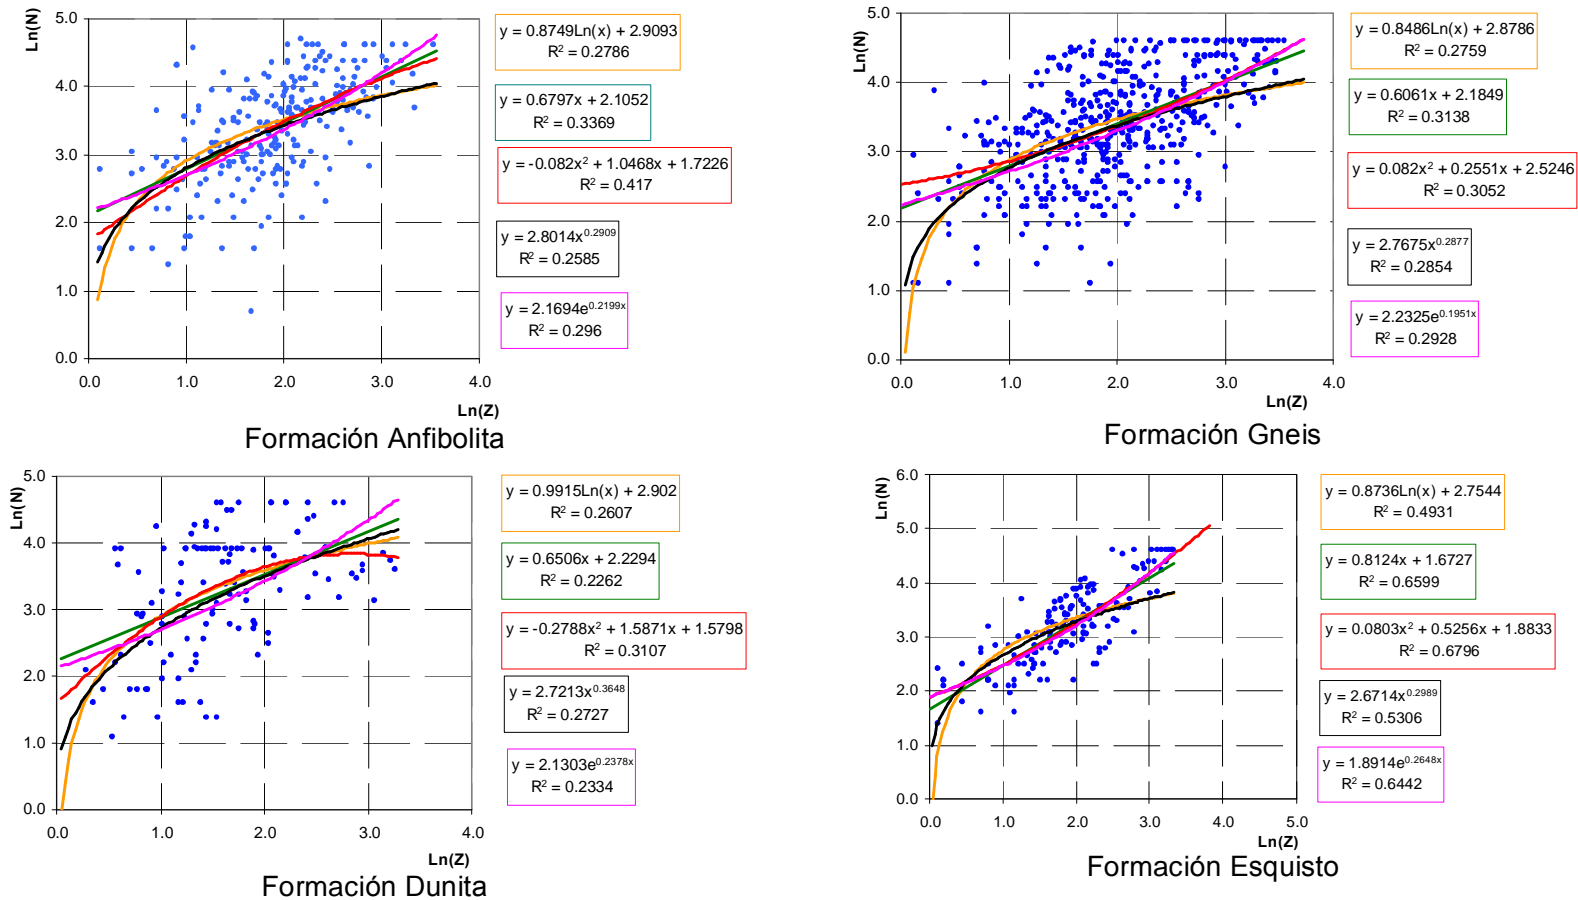 Ln(N)
5.0
4.0
3.0
2.0
1.0
0.0
0.0 1.0 2.0 3.0 4.0
Ln(Z)
y = 0.8749Ln(x) + 2.9093
R² = 0.2786
y = 0.6797x + 2.1052
R² = 0.3369
y = -0.082x² + 1.0468x + 1.7226
R² = 0.417
y = 2.8014x^0.2909
R² = 0.2585
y = 2.1694e^0.2199x
R² = 0.296
Formación Anfibolita
Ln(N)
5.0
4.0
3.0
2.0
1.0
0.0
0.0 1.0 2.0 3.0 4.0
Ln(Z)
y = 0.8486Ln(x) + 2.8786
R² = 0.2759
y = 0.6061x + 2.1849
R² = 0.3138
y = 0.082x² + 0.2551x + 2.5246
R² = 0.3052
y = 2.7675x^0.2877
R² = 0.2854
y = 2.2325e^0.1951x
R² = 0.2928
Formación Gneis
Ln(N)
5.0
4.0
3.0
2.0
1.0
0.0
0.0 1.0 2.0 3.0 4.0
Ln(Z)
y = 0.9915Ln(x) + 2.902
R² = 0.2607
y = 0.6506x + 2.2294
R² = 0.2262
y = -0.2788x² + 1.5871x + 1.5798
R² = 0.3107
y = 2.7213x^0.3648
R² = 0.2727
y = 2.1303e^0.2378x
R² = 0.2334
Formación Dunita
Ln(N)
6.0
5.0
4.0
3.0
2.0
1.0
0.0
0.0 1.0 2.0 3.0 4.0 5.0
Ln(Z)
y = 0.8736Ln(x) + 2.7544
R² = 0.4931
y = 0.8124x + 1.6727
R² = 0.6599
y = 0.0803x² + 0.5256x + 1.8833
R² = 0.6796
y = 2.6714x^0.2989
R² = 0.5306
y = 1.8914e^0.2648x
R² = 0.6442
Formación Esquisto